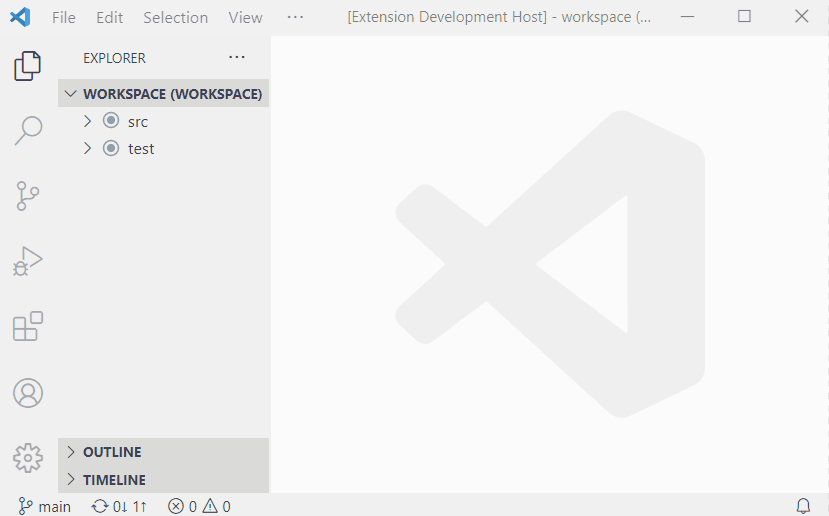 File Edit Selection View ··· [Extension Development Host] - workspace (...
EXPLORER ···
WORKSPACE (WORKSPACE)
src
test
OUTLINE
TIMELINE
main 0↓ 1↑ 0 0